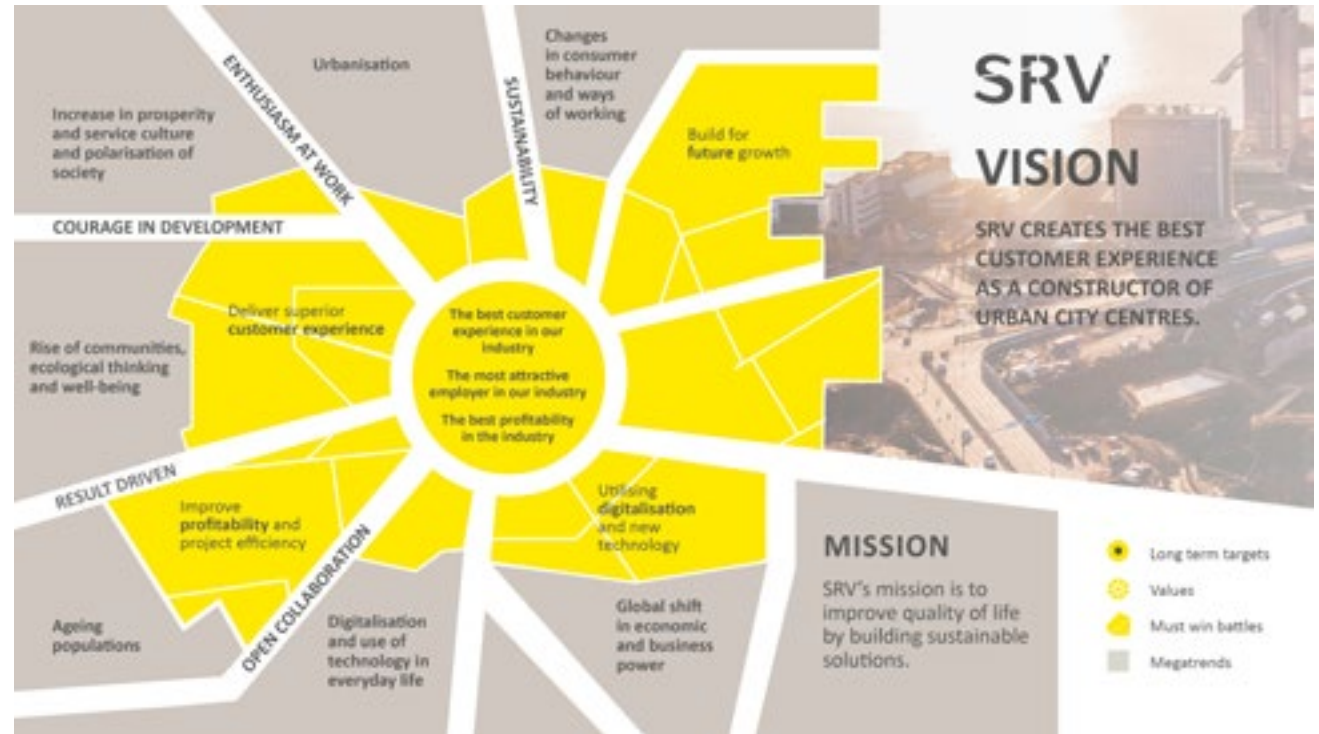 Changes
in consumer
behaviour
and ways
of working
Urbanisation
ENTHUSIASM AT WORK
SUSTAINABILITY
Increase in prosperity
and service culture
and polarisation of
society
Build for
future growth
COURAGE IN DEVELOPMENT
Deliver superior
customer experience
The best customer
experience in our
industry
The most attractive
employer in our industry
The best profitability
in the industry
Rise of communities,
ecological thinking
and well-being
RESULT DRIVEN
Improve
profitability and
project efficiency
Utilising
digitalisation
and new
technology
OPEN COLLABORATION
Ageing
populations
Digitalisation
and use of
technology in
everyday life
Global shift
in economic
and business
power
SRV
VISION
SRV CREATES THE BEST
CUSTOMER EXPERIENCE
AS A CONSTRUCTOR OF
URBAN CITY CENTRES.
MISSION
SRV's mission is to
improve quality of life
by building sustainable
solutions.
Long term targets
Values
Must win battles
Megatrends